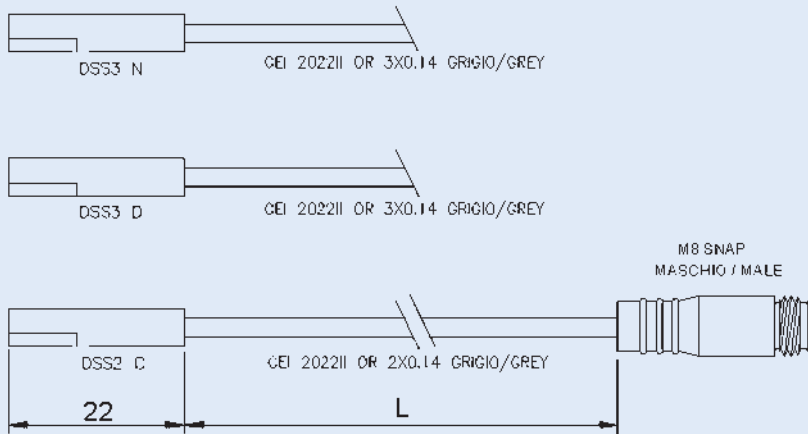 DSS3 N
CEI 2022II OR 3X0.14 GRIGIO/GREY
DSS3 D
CEI 2022II OR 3X0.14 GRIGIO/GREY
M8 SNAP
MASCHIO / MALE
DSS2 C
CEI 2022II OR 2X0.14 GRIGIO/GREY
22
L